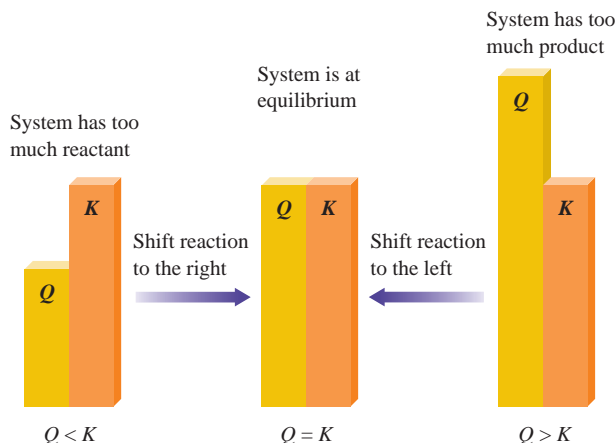 System has too
much reactant
Q
K
Q < K
Shift reaction
to the right
System is at
equilibrium
Q
K
Q = K
Shift reaction
to the left
System has too
much product
Q
K
Q > K